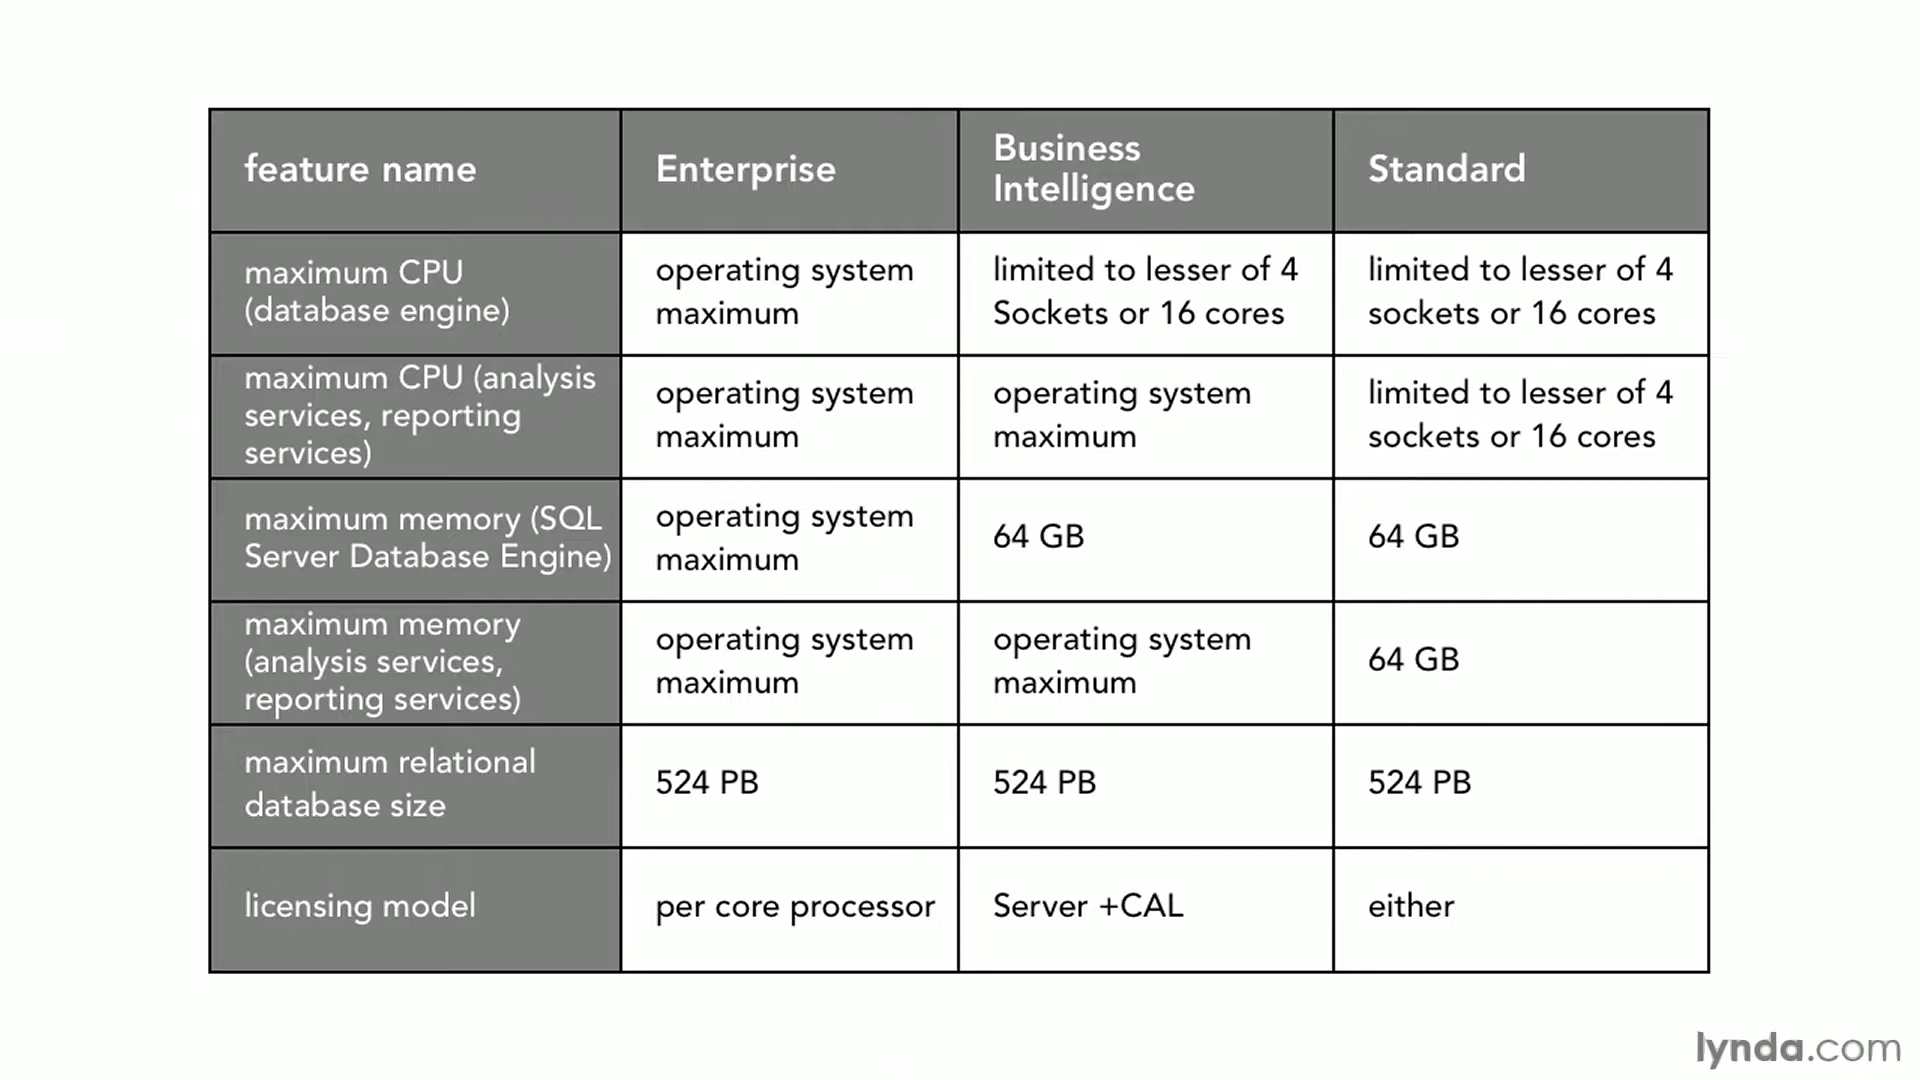 feature name
Enterprise
Business
Intelligence
Standard
maximum CPU
(database engine)
operating system
maximum
limited to lesser of 4
Sockets or 16 cores
limited to lesser of 4
sockets or 16 cores
maximum CPU (analysis
services, reporting
services)
operating system
maximum
operating system
maximum
limited to lesser of 4
sockets or 16 cores
maximum memory (SQL
Server Database Engine)
operating system
maximum
64 GB
64 GB
maximum memory
(analysis services,
reporting services)
operating system
maximum
operating system
maximum
64 GB
maximum relational
database size
524 PB
524 PB
524 PB
licensing model
per core processor
Server +CAL
either
lynda.com